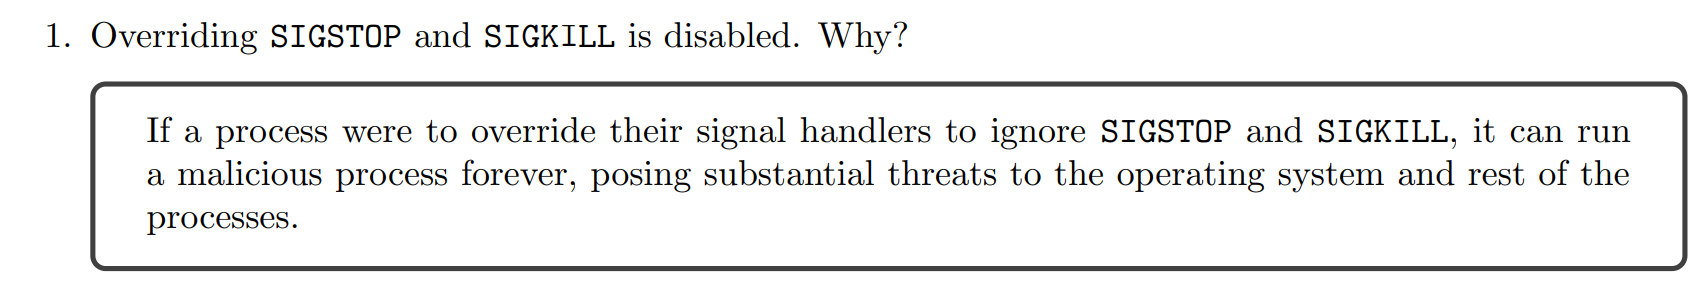 1. Overriding SIGSTOP and SIGKILL is disabled. Why?
If a process were to override their signal handlers to ignore SIGSTOP and SIGKILL, it can run
a malicious process forever, posing substantial threats to the operating system and rest of the
processes.